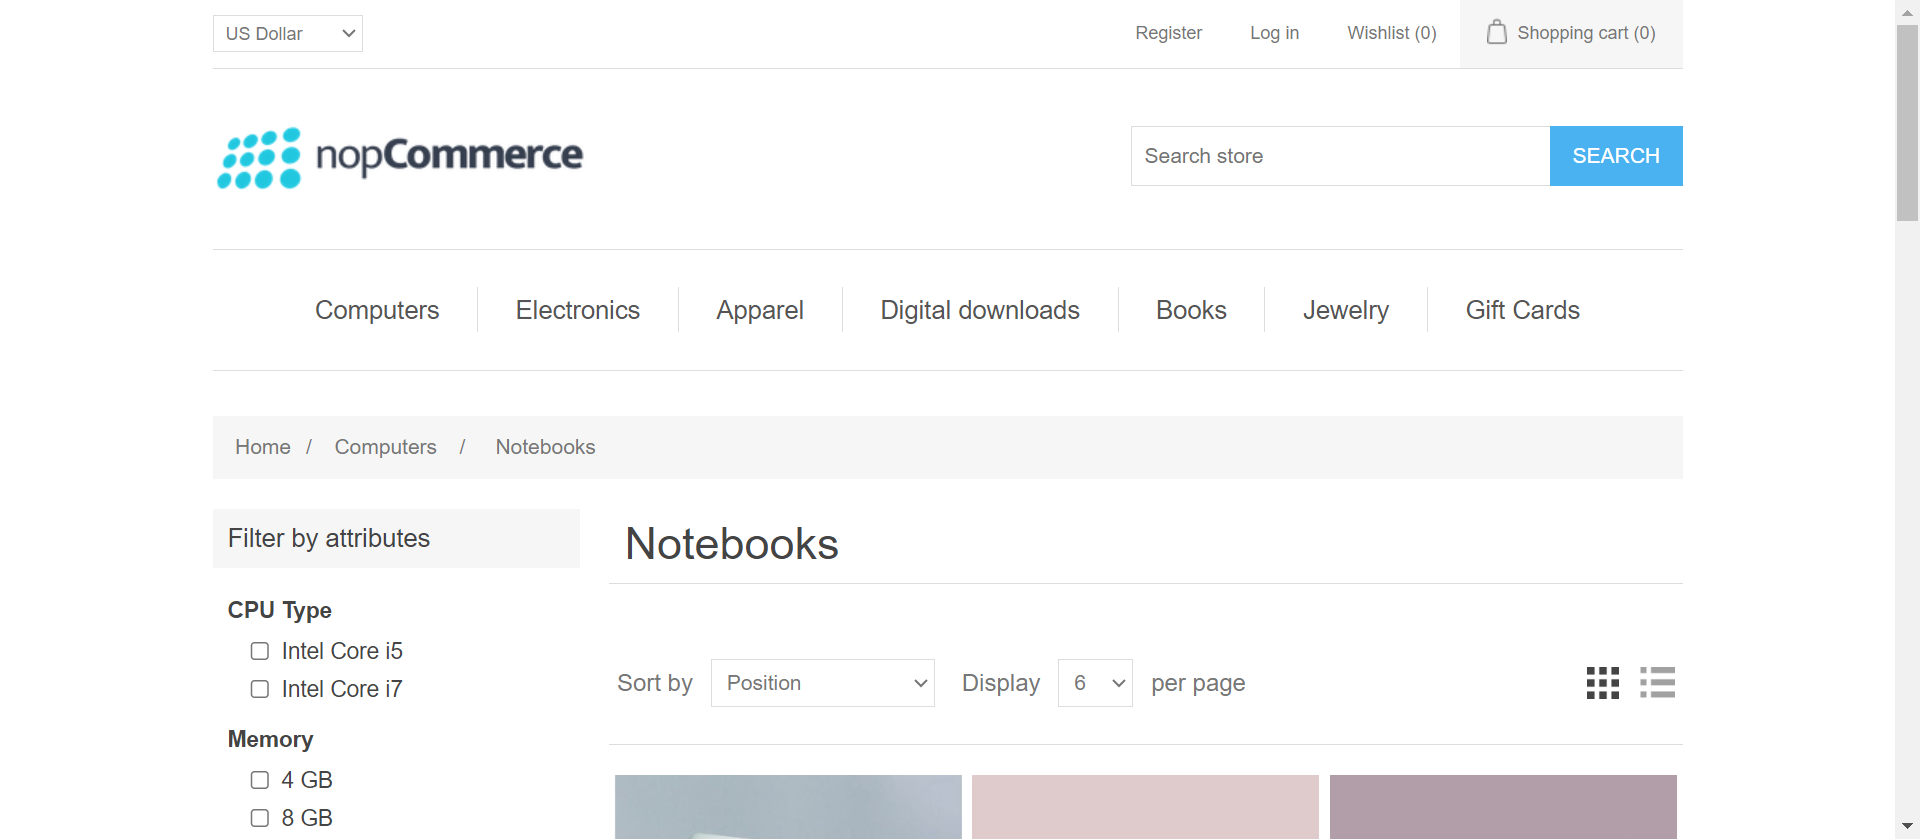 US Dollar
Register
Log in
Wishlist (0)
Shopping cart (0)
nopCommerce
Search store
SEARCH
Computers
Electronics
Apparel
Digital downloads
Books
Jewelry
Gift Cards
Home / Computers / Notebooks
Filter by attributes
CPU Type
Intel Core i5
Intel Core i7
Memory
4 GB
8 GB
Notebooks
Sort by Position Display 6 per page